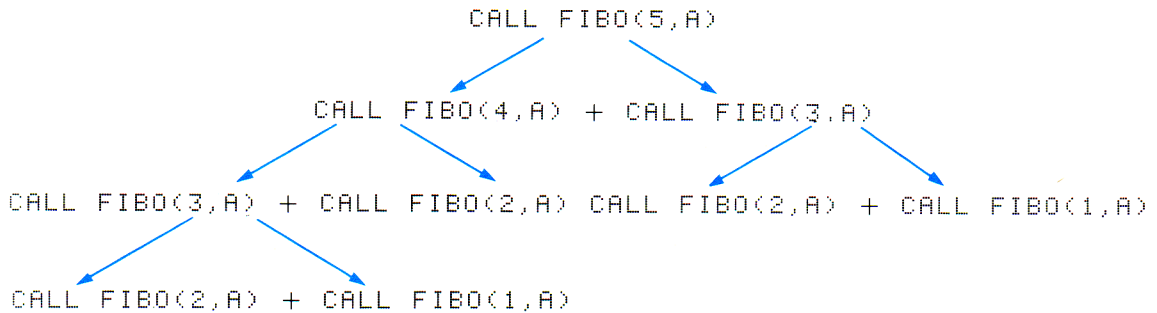 CALL FIBO(5,A)
CALL FIBO(4,A) + CALL FIBO(3.A)
CALL FIBO(3,A) + CALL FIBO(2,A) CALL FIBO(2,A) + CALL FIBO(1,A)
CALL FIBO(2,A) + CALL FIBO(1,A)